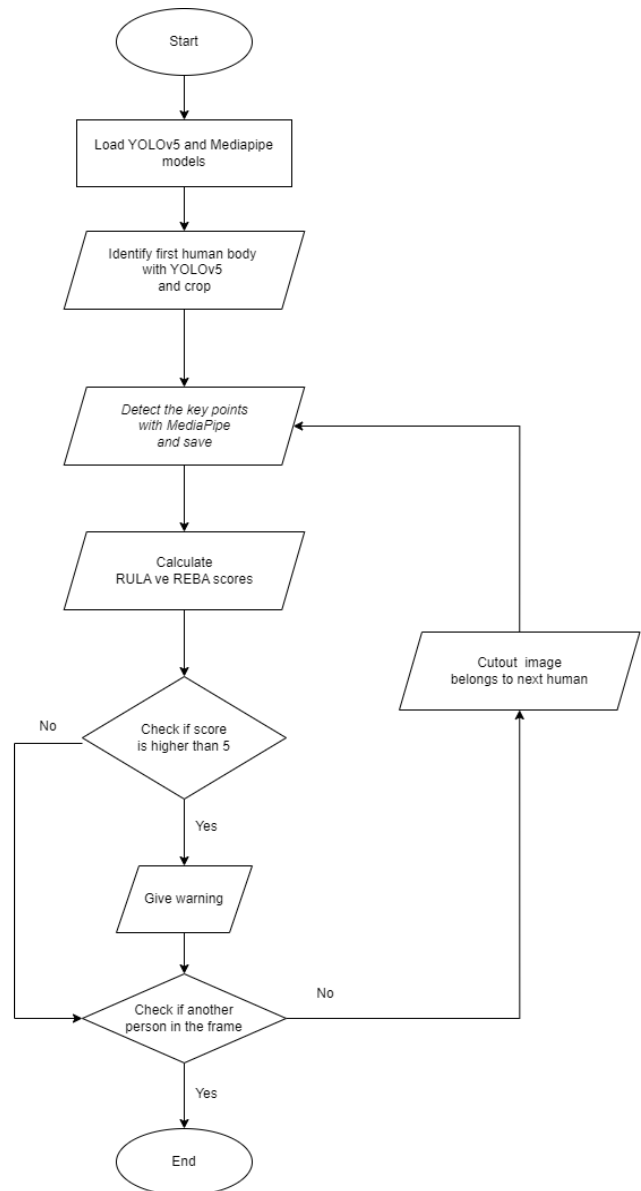 Start
Load YOLOv5 and Mediapipe
models
Identify first human body
with YOLOv5
and crop
Detect the key points
with MediaPipe
and save
Calculate
RULA ve REBA scores
Cutout image
belongs to next human
No
Check if score
is higher than 5
Yes
Give warning
Check if another
person in the frame
No
Yes
End